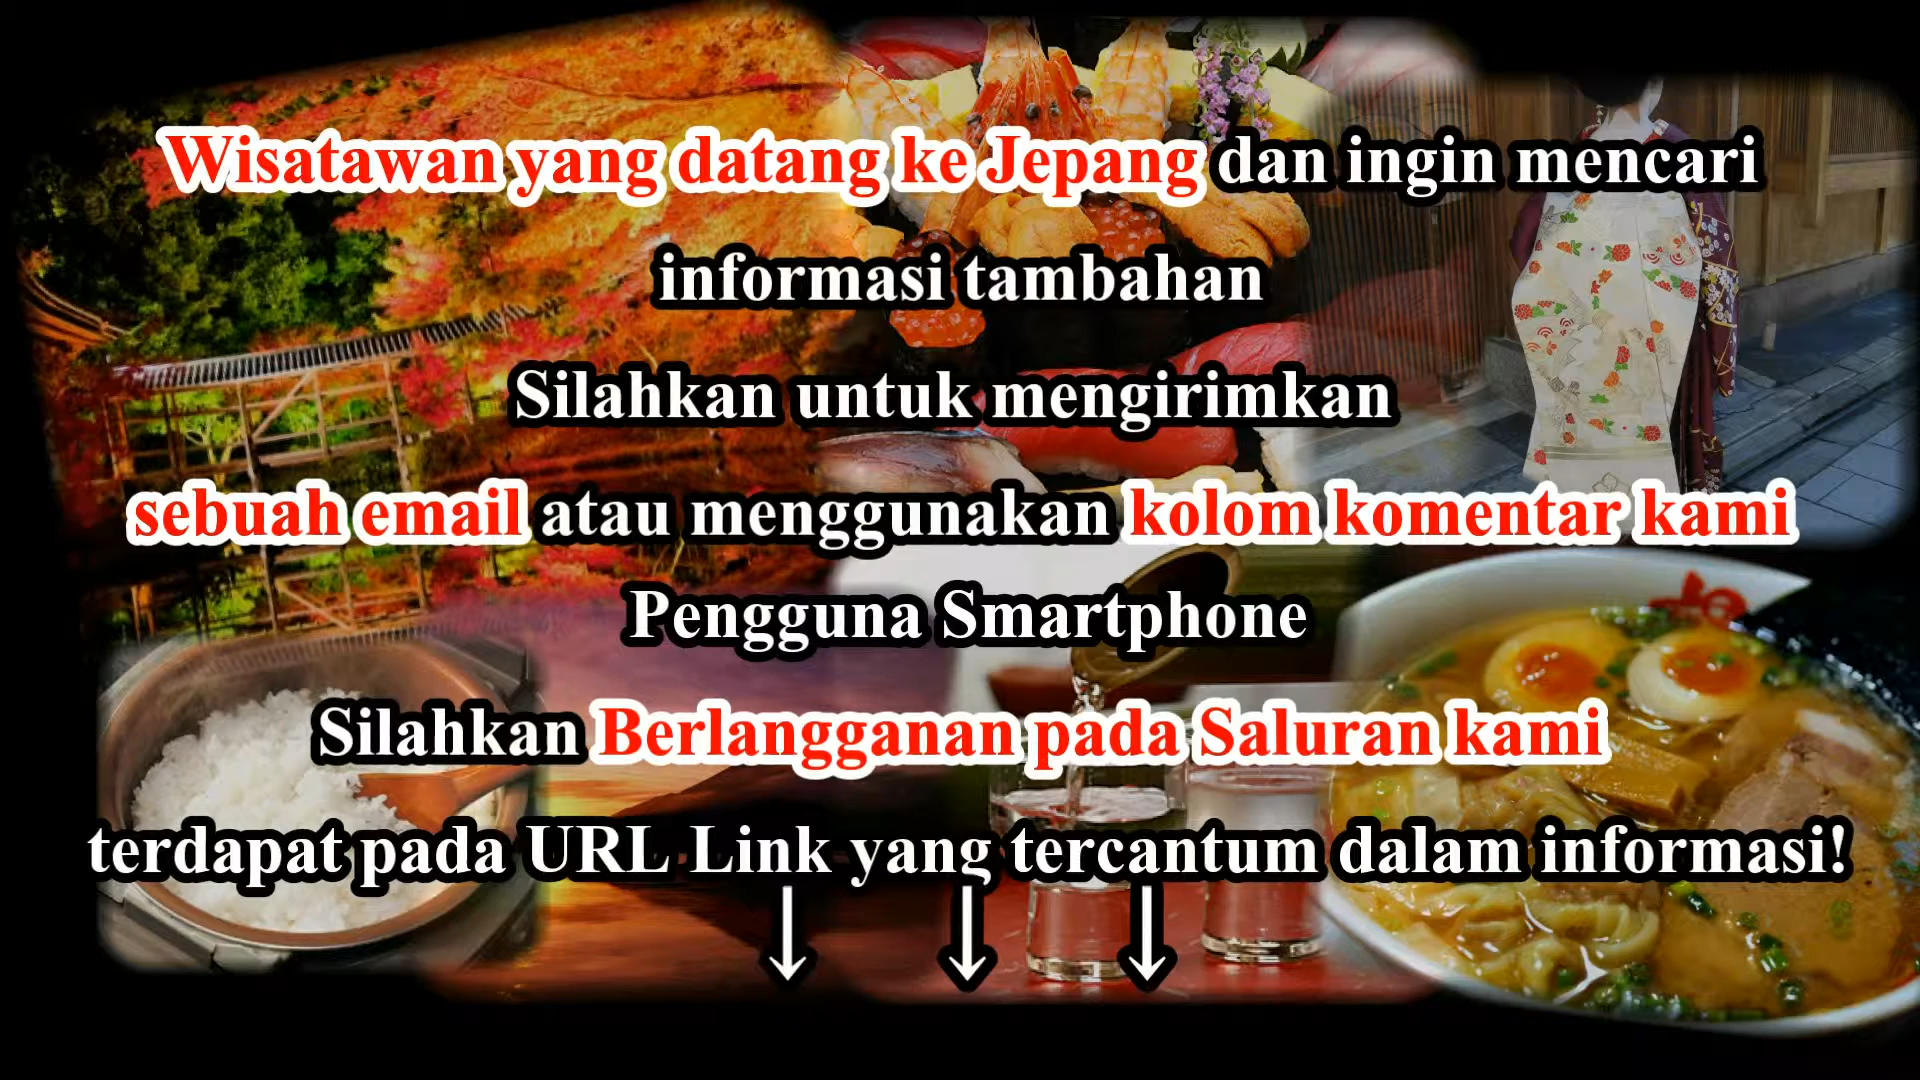 Wisatawan yang datang ke Jepang dan ingin mencari
informasi tambahan
Silahkan untuk mengirimkan
sebuah email atau menggunakan kolom komentar kami
Pengguna Smartphone
Silahkan Berlangganan pada Saluran kami
terdapat pada URL Link yang tercantum dalam informasi!
↓ ↓ ↓